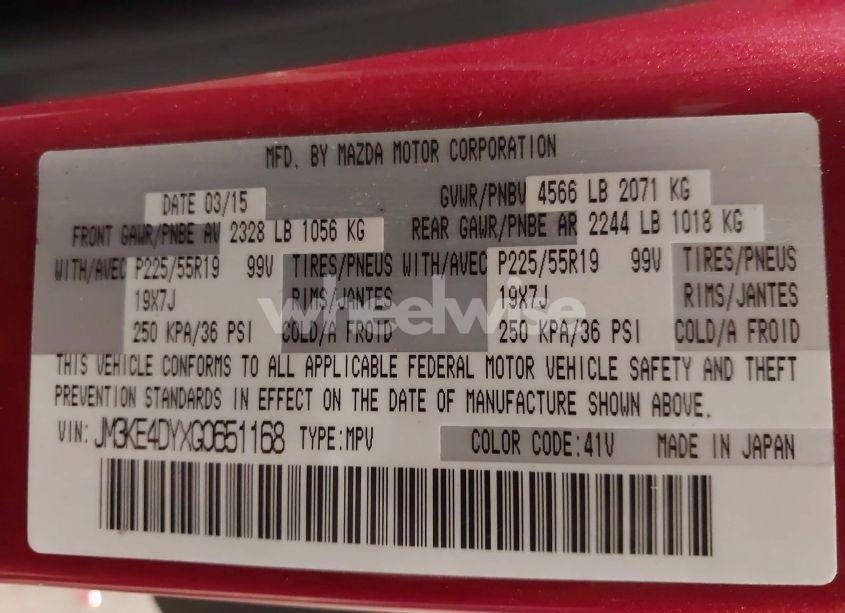 MFD. BY MAZDA MOTOR CORPORATION
DATE 03/15 GVWR/PNBV 4566 LB 2071 KG
FRONT GAWR/PNBE AV 2328 LB 1056 KG REAR GAWR/PNBE AR 2244 LB 1018 KG
WITH/AVEC P225/55R19 99V TIRES/PNEUS WITH/AVEC P225/55R19 99V TIRES/PNEUS
19X7J RIMS/JANTES 19X7J RIMS/JANTES
250 KPA/36 PSI COLD/A FROID 250 KPA/36 PSI COLD/A FROID
wheelwise
THIS VEHICLE CONFORMS TO ALL APPLICABLE FEDERAL MOTOR VEHICLE SAFETY AND THEFT
PREVENTION STANDARDS IN EFFECT ON THE DATE OF MANUFACTURE SHOWN ABOVE.
VIN: JM3KE4DYXG0651168 TYPE:MPV COLOR CODE:41V MADE IN JAPAN